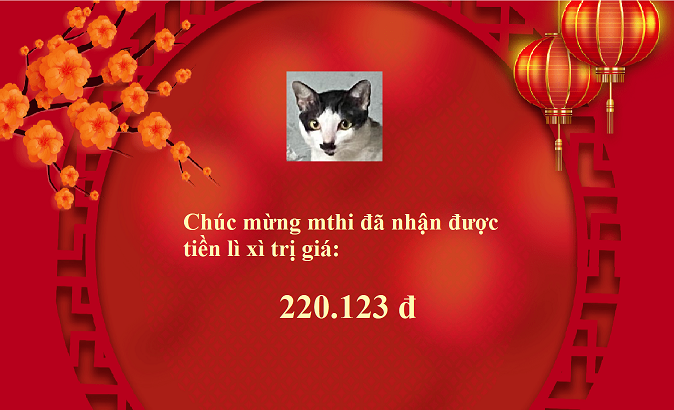 Chúc mừng mthi đã nhận được
tiền lì xì trị giá:
220.123 đ